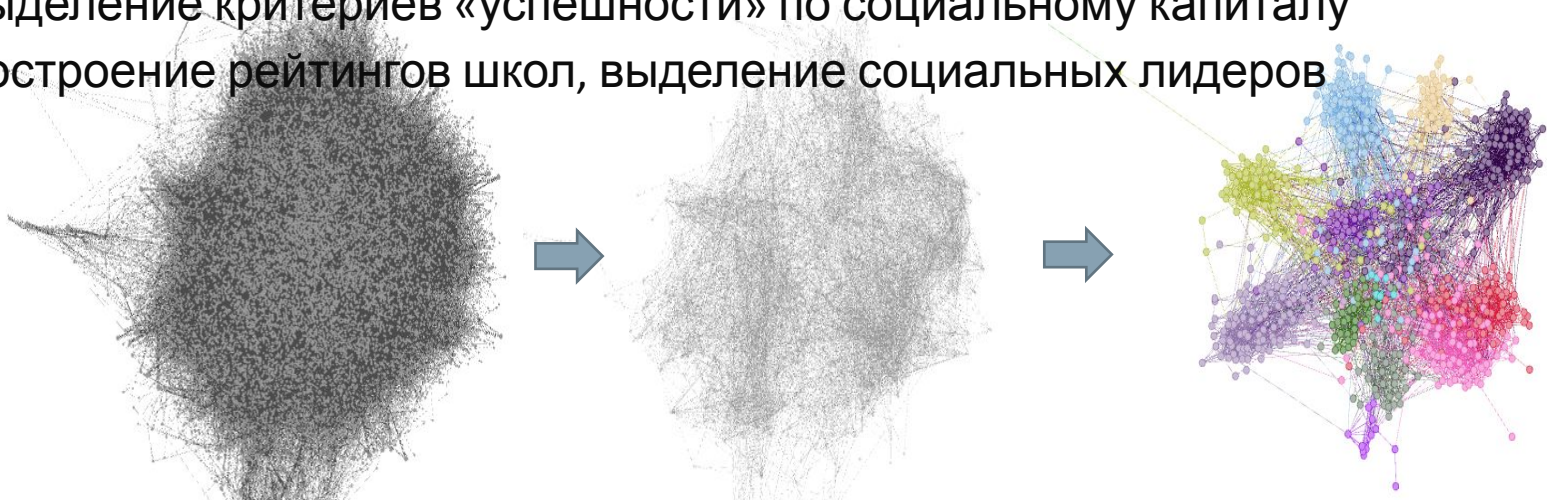 ыделение критериев «успешности» по социальному капиталу
остроение рейтингов школ, выделение социальных лидеров